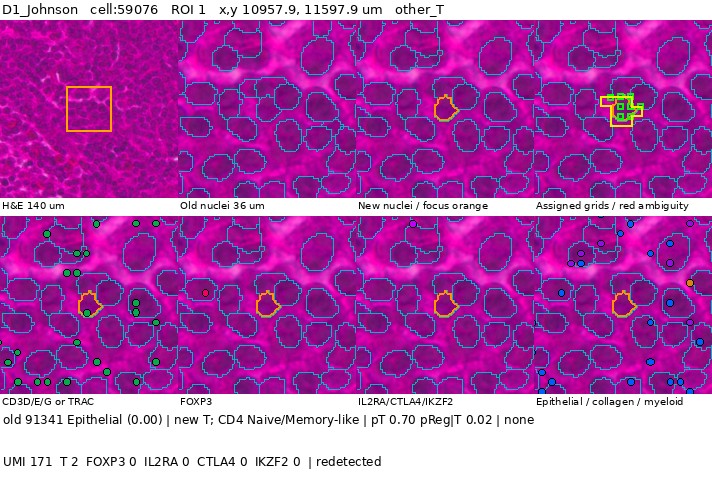 D1_Johnson cell:59076 ROI 1 x,y 10957.9, 11597.9 um other_T
H&E 140 um
Old nuclei 36 um
New nuclei / focus orange
Assigned grids / red ambiguity
CD3D/E/G or TRAC
FOXP3
IL2RA/CTLA4/IKZF2
Epithelial / collagen / myeloid
old 91341 Epithelial (0.00) | new T; CD4 Naive/Memory-like | pT 0.70 pReg|T 0.02 | none
UMI 171 T 2 FOXP3 0 IL2RA 0 CTLA4 0 IKZF2 0 | redetected